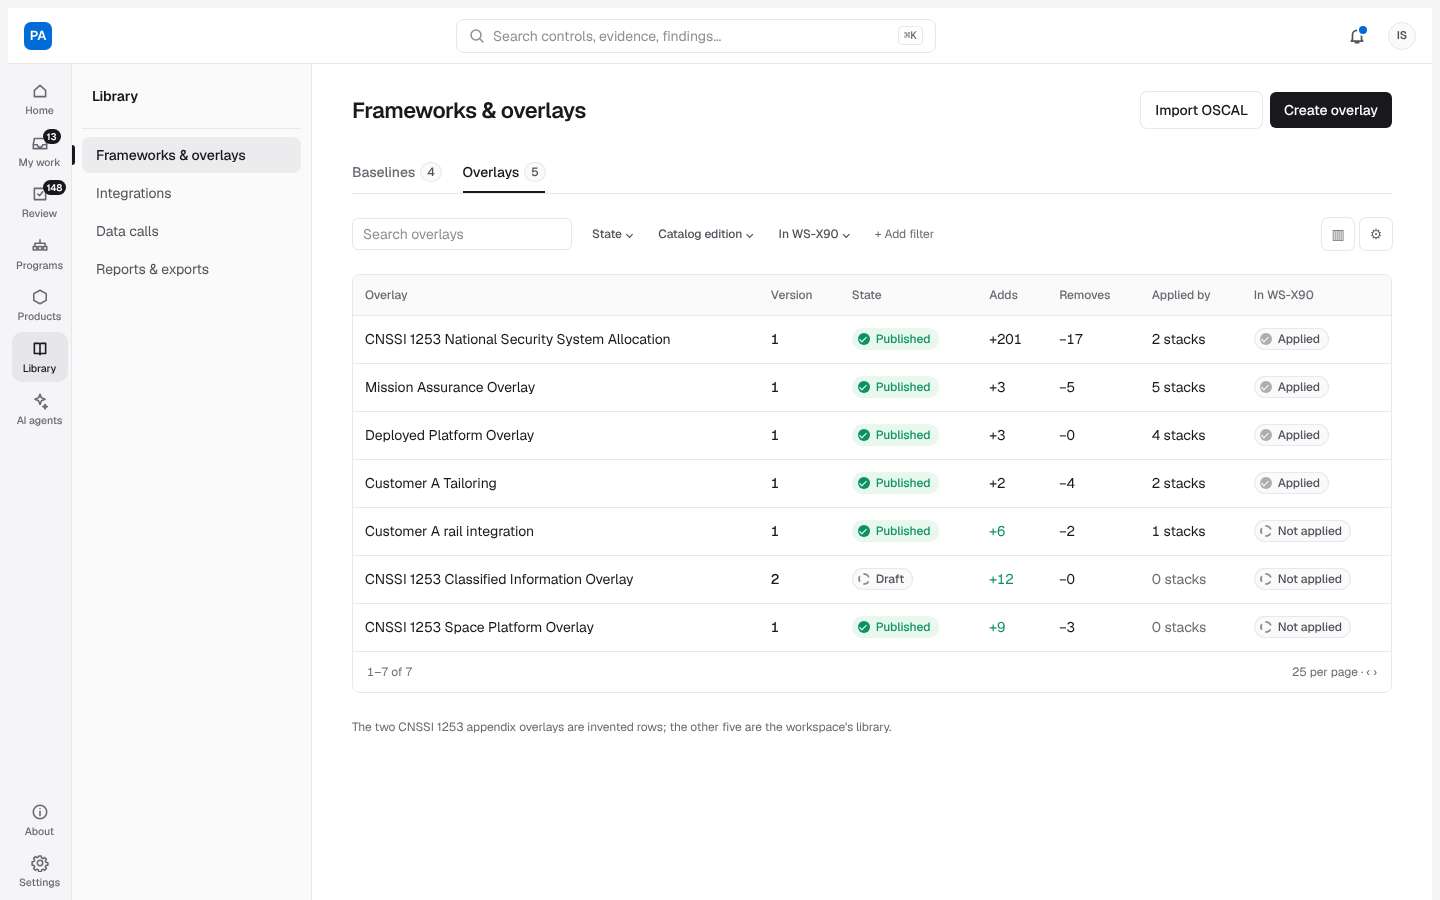 PA
Search controls, evidence, findings...
⌘K
IS
Home
13
My work
148
Review
Programs
Products
Library
AI agents
About
Settings
Library
Frameworks & overlays
Integrations
Data calls
Reports & exports
Frameworks & overlays
Import OSCAL
Create overlay
Baselines 4
Overlays 5
Search overlays
State
Catalog edition
In WS-X90
+ Add filter
Overlay Version State Adds Removes Applied by In WS-X90
CNSSI 1253 National Security System Allocation 1 Published +201 −17 2 stacks Applied
Mission Assurance Overlay 1 Published +3 −5 5 stacks Applied
Deployed Platform Overlay 1 Published +3 −0 4 stacks Applied
Customer A Tailoring 1 Published +2 −4 2 stacks Applied
Customer A rail integration 1 Published +6 −2 1 stacks Not applied
CNSSI 1253 Classified Information Overlay 2 Draft +12 −0 0 stacks Not applied
CNSSI 1253 Space Platform Overlay 1 Published +9 −3 0 stacks Not applied
1–7 of 7
25 per page · ‹ ›
The two CNSSI 1253 appendix overlays are invented rows; the other five are the workspace's library.